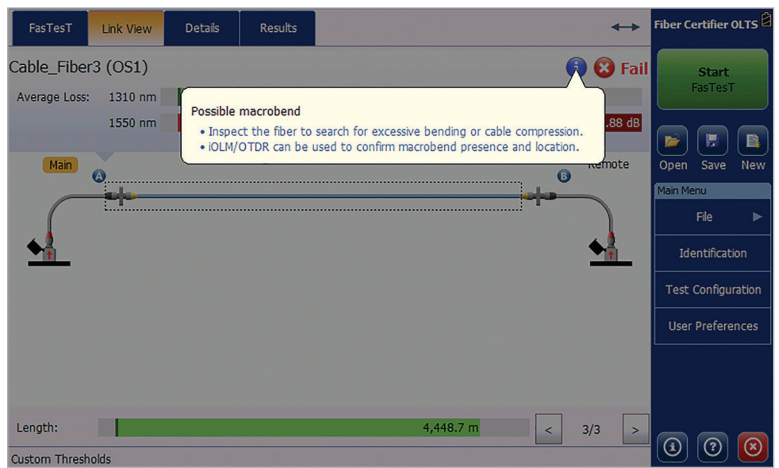 FasTesT
Link View
Details
Results
Fiber Certifier OLTS
Cable_Fiber3 (OS1)
Fail
Average Loss: 1310 nm
1550 nm
.88 dB
Possible macrobend
• Inspect the fiber to search for excessive bending or cable compression.
• iOLM/OTDR can be used to confirm macrobend presence and location.
Main
A
B
Start
FasTesT
Open
Save
New
Main Menu
File
Identification
Test Configuration
User Preferences
Length:
4,448.7 m
<
3/3
>
Custom Thresholds